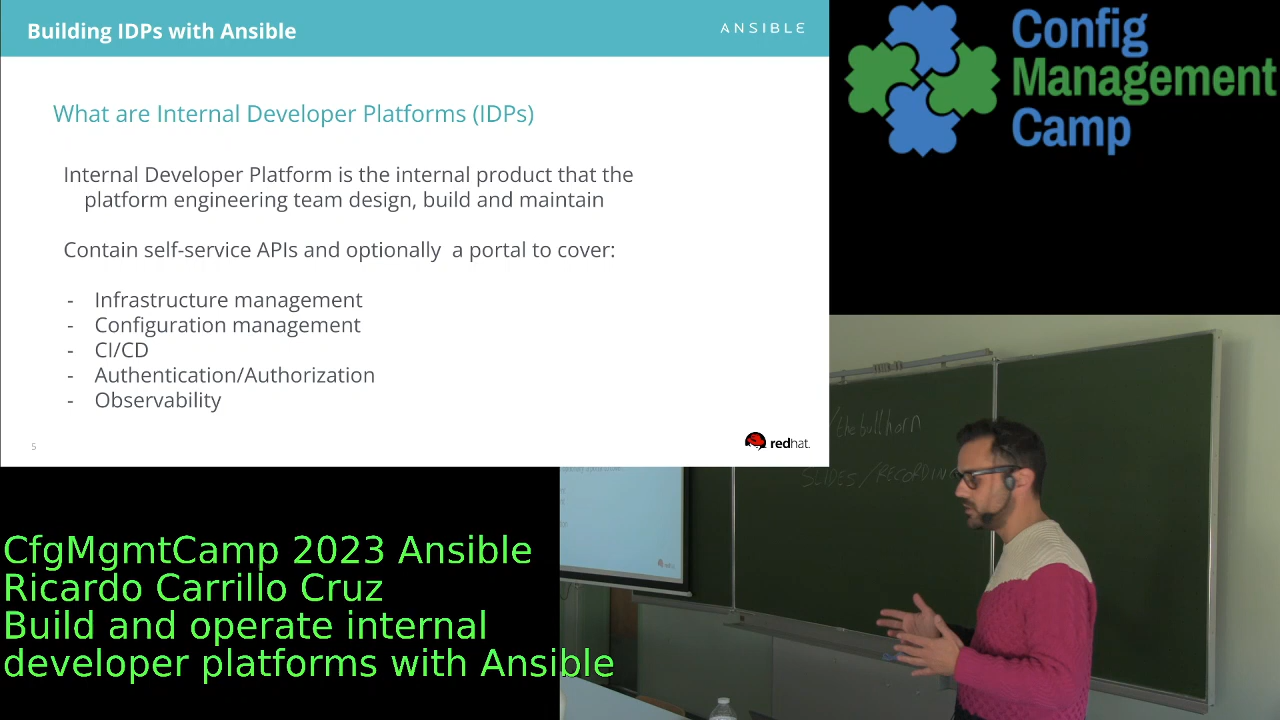 Building IDPs with Ansible
ANSIBLE
What are Internal Developer Platforms (IDPs)
Internal Developer Platform is the internal product that the
platform engineering team design, build and maintain
Contain self-service APIs and optionally a portal to cover:
- Infrastructure management
- Configuration management
- CI/CD
- Authentication/Authorization
- Observability
5
redhat.
Config
Management
Camp
/thebullhorn
SLIDES/RECORDING
CfgMgmtCamp 2023 Ansible
Ricardo Carrillo Cruz
Build and operate internal
developer platforms with Ansible